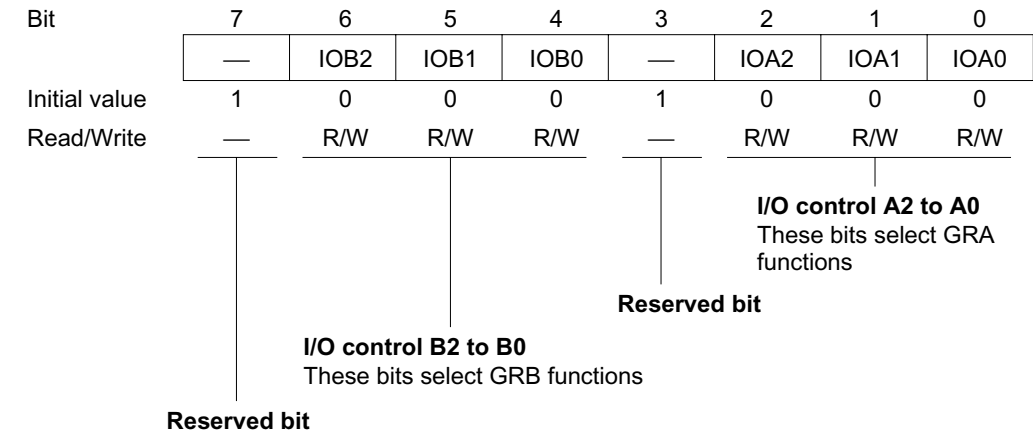 Bit 7 6 5 4 3 2 1 0
— IOB2 IOB1 IOB0 — IOA2 IOA1 IOA0
Initial value 1 0 0 0 1 0 0 0
Read/Write — R/W R/W R/W — R/W R/W R/W
I/O control A2 to A0
These bits select GRA
functions
Reserved bit
I/O control B2 to B0
These bits select GRB functions
Reserved bit